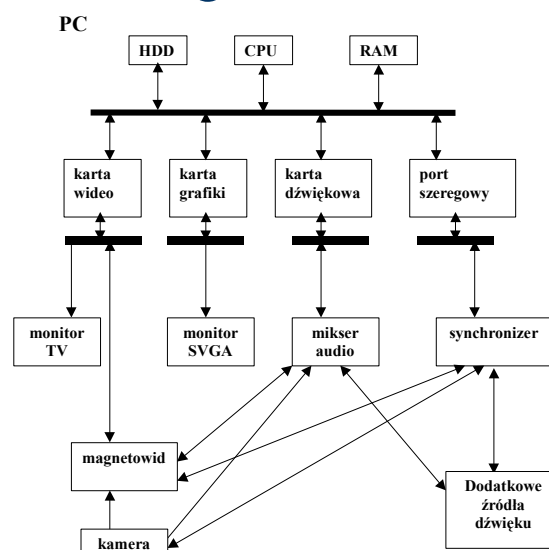 PC
HDD
CPU
RAM
karta
wideo
karta
grafiki
karta
dźwiękowa
port
szeregowy
monitor
TV
monitor
SVGA
mikser
audio
synchronizer
magnetowid
Dodatkowe
źródła
dźwięku
kamera